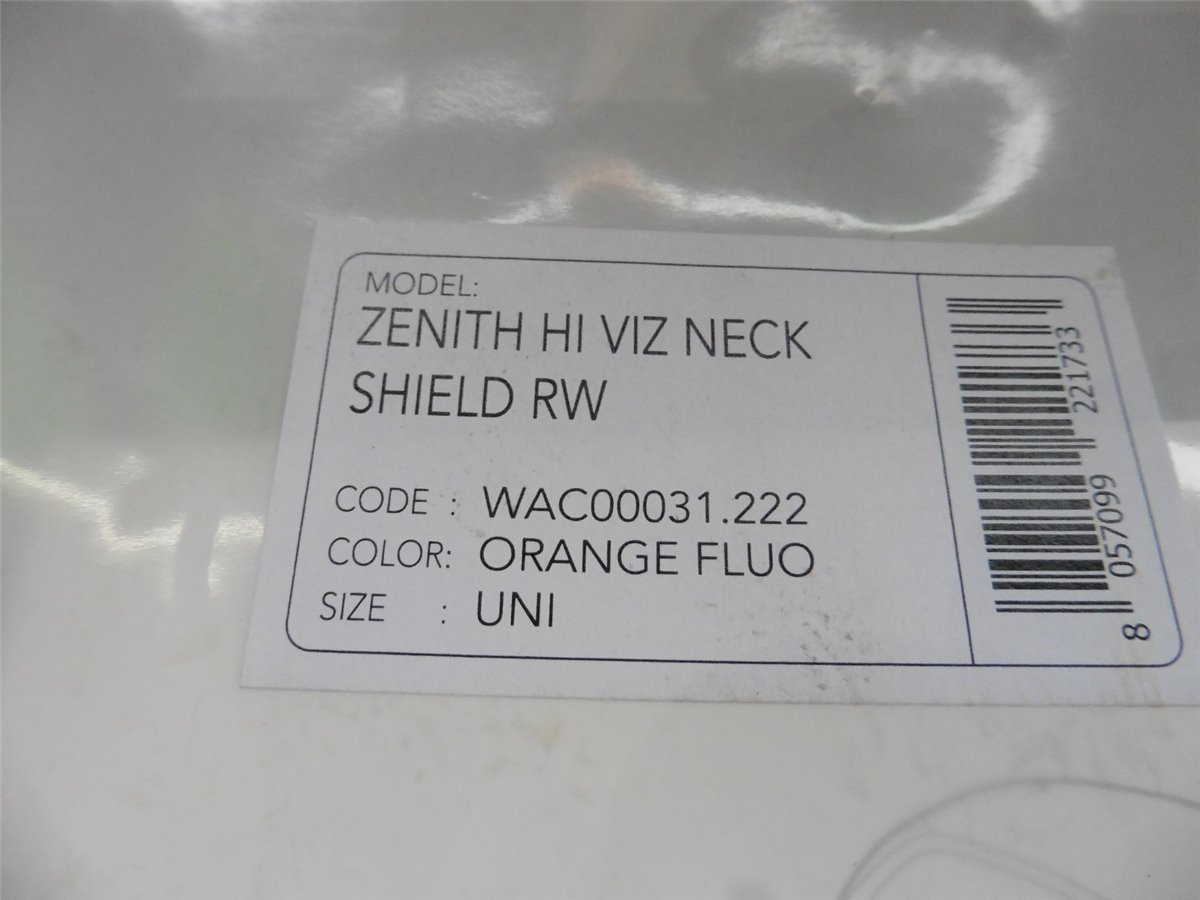 MODEL:
ZENITH HI VIZ NECK
SHIELD RW
CODE : WAC00031.222
COLOR: ORANGE FLUO
SIZE : UNI
8 057099 221733